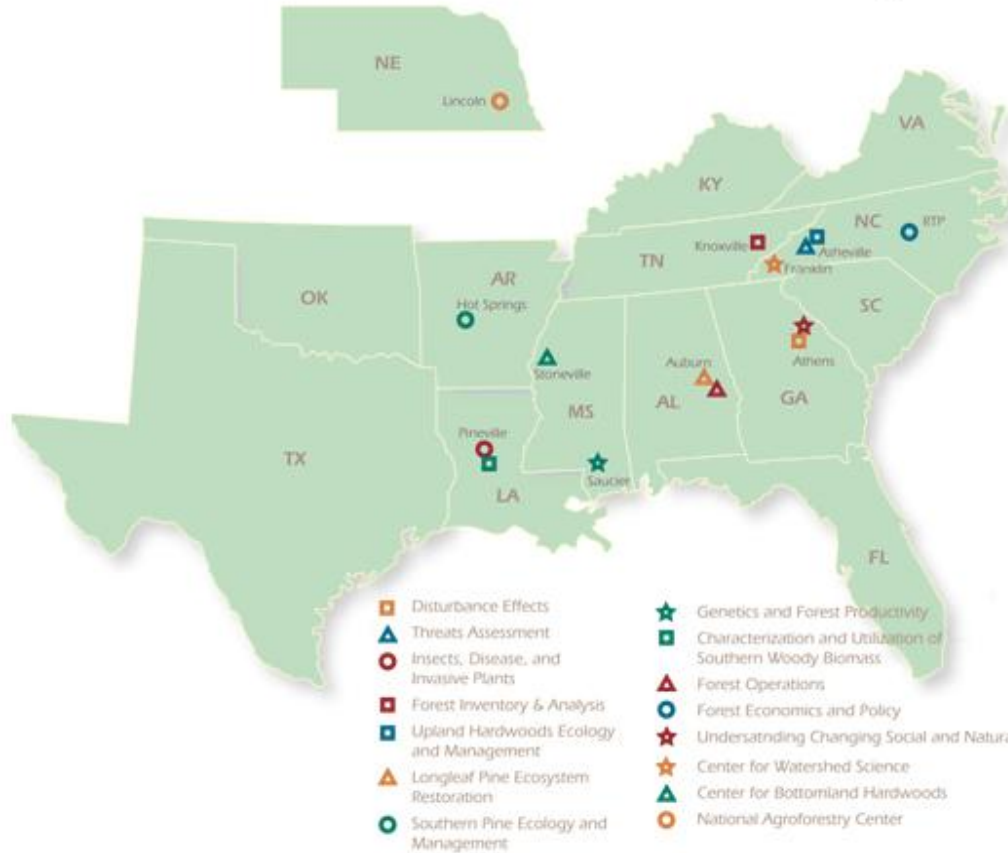 NE
Lincoln
VA
KY
NC
RTP
Knoxville
Asheville
TN
Franklin
AR
OK
Hot Springs
SC
Athens
Auburn
Stoneville
MS
AL
GA
Pineville
TX
Saucier
LA
FL
Disturbance Effects
Threats Assessment
Insects, Disease, and
Invasive Plants
Forest Inventory & Analysis
Upland Hardwoods Ecology
and Management
Longleaf Pine Ecosystem
Restoration
Southern Pine Ecology and
Management
Genetics and Forest Productivity
Characterization and Utilization of
Southern Woody Biomass
Forest Operations
Forest Economics and Policy
Undersatnding Changing Social and Natura
Center for Watershed Science
Center for Bottomland Hardwoods
National Agroforestry Center